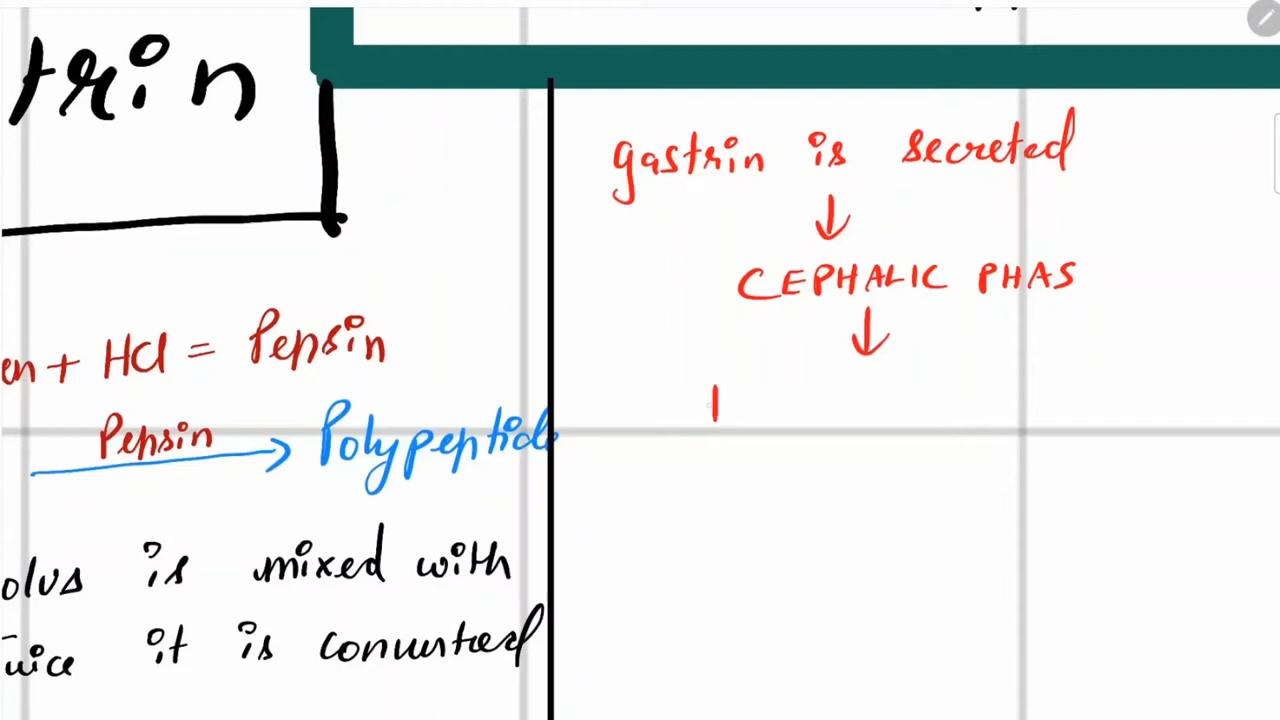 trin
en + HCl = Pepsin
Pepsin
Polypeptide
olus is mixed with
uice it is converted
gastrin is secreted
↓
CEPHALIC PHAS
↓